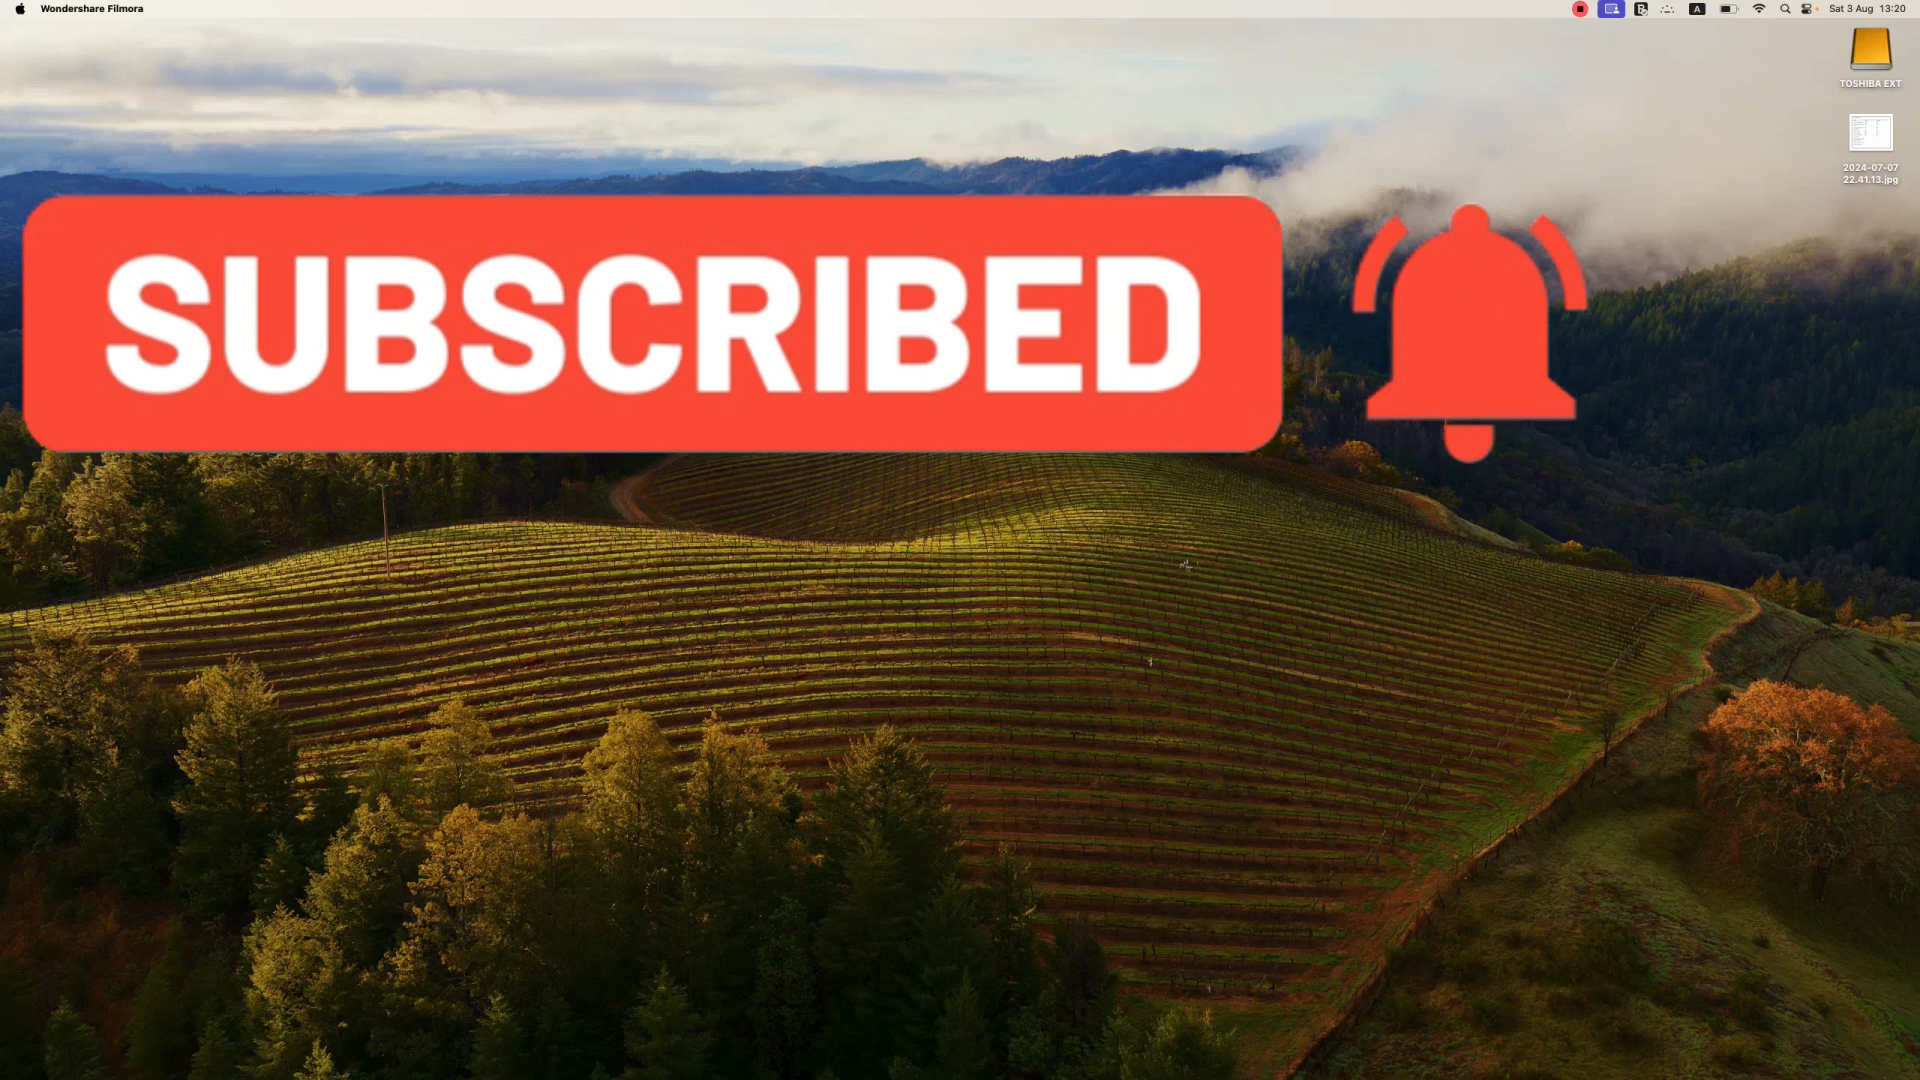 Wondershare Filmora
A
Sat 3 Aug 13:20
TOSHIBA EXT
2024-07-07
22.41.13.jpg
SUBSCRIBED